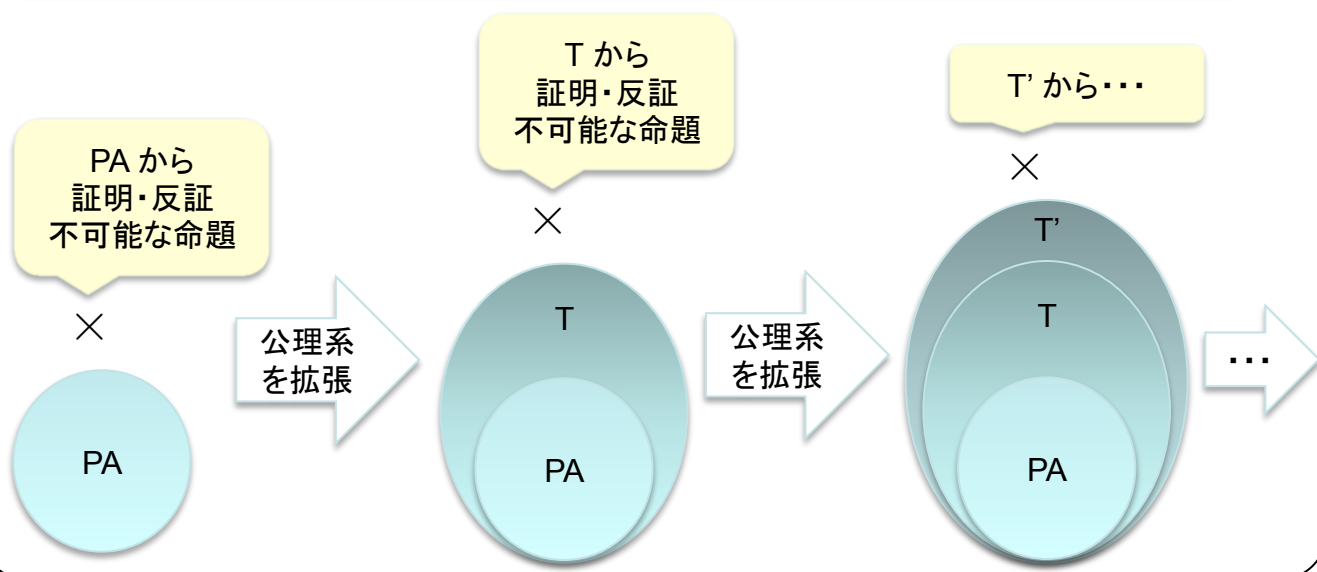 PA から
証明・反証
不可能な命題
×
PA
公理系
を拡張
T から
証明・反証
不可能な命題
×
T
PA
公理系
を拡張
T’ から・・・
×
T’
T
PA
・・・